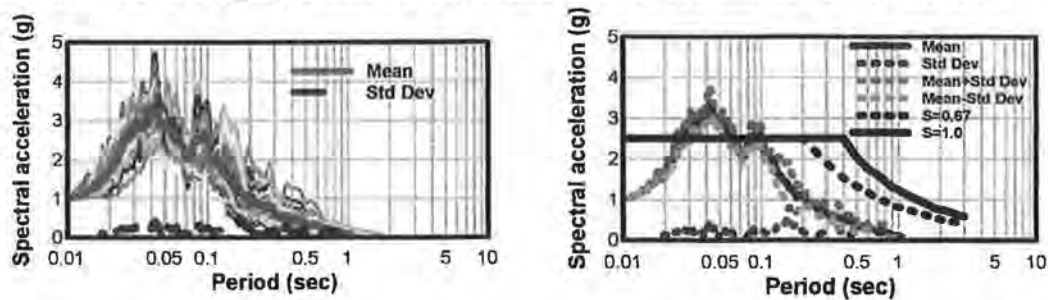 Spectral acceleration (g)
5
4
3
2
1
0
Mean
Std Dev
0.01
0.05
0.1
0.5
1
5
10
Period (sec)
Spectral acceleration (g)
5
4
3
2
1
0
Mean
Std Dev
Mean+Std Dev
Mean-Std Dev
S=0.67
S=1.0
0.01
0.05
0.1
0.5
1
5
10
Period (sec)